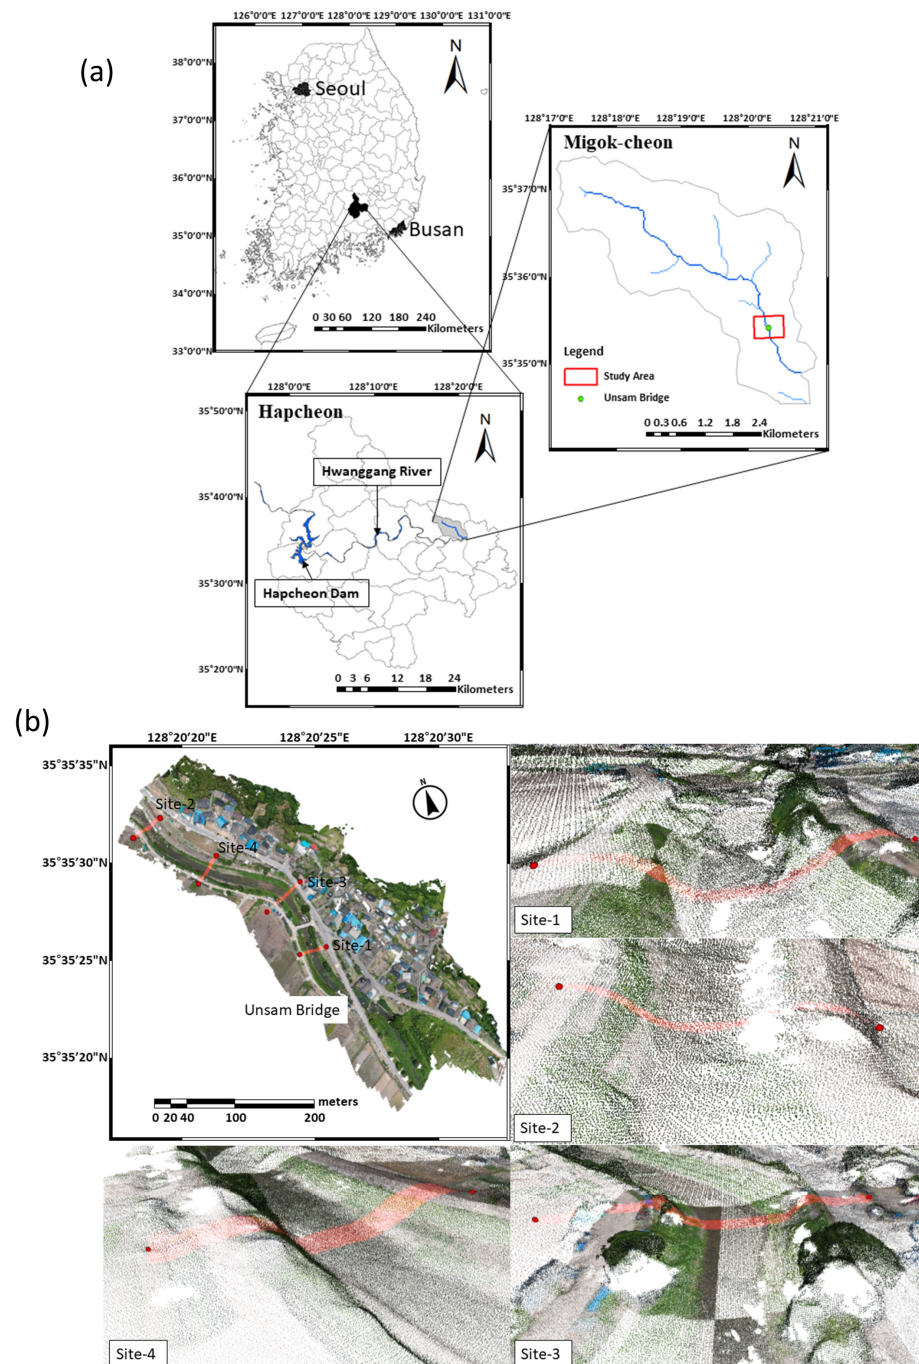 (a)
126°0'0"E 127°0'0"E 128°0'0"E 129°0'0"E 130°0'0"E 131°0'0"E
38°0'0"N
37°0'0"N
36°0'0"N
35°0'0"N
34°0'0"N
33°0'0"N
N
Seoul
Busan
0 30 60 120 180 240
Kilometers
128°17'0"E 128°18'0"E 128°19'0"E 128°20'0"E 128°21'0"E
Migok-cheon
N
35°37'0"N
35°36'0"N
35°35'0"N
Legend
Study Area
Unsam Bridge
0 0.3 0.6 1.2 1.8 2.4
Kilometers
128°0'0"E 128°10'0"E 128°20'0"E
35°50'0"N
35°40'0"N
35°30'0"N
35°20'0"N
Hapcheon
N
Hwanggang River
Hapcheon Dam
0 3 6 12 18 24
Kilometers
(b)
128°20'20"E 128°20'25"E 128°20'30"E
35°35'35"N
35°35'30"N
35°35'25"N
35°35'20"N
N
Site-2
Site-4
Site-3
Site-1
Unsam Bridge
meters
0 20 40 100 200
Site-1
Site-2
Site-4
Site-3